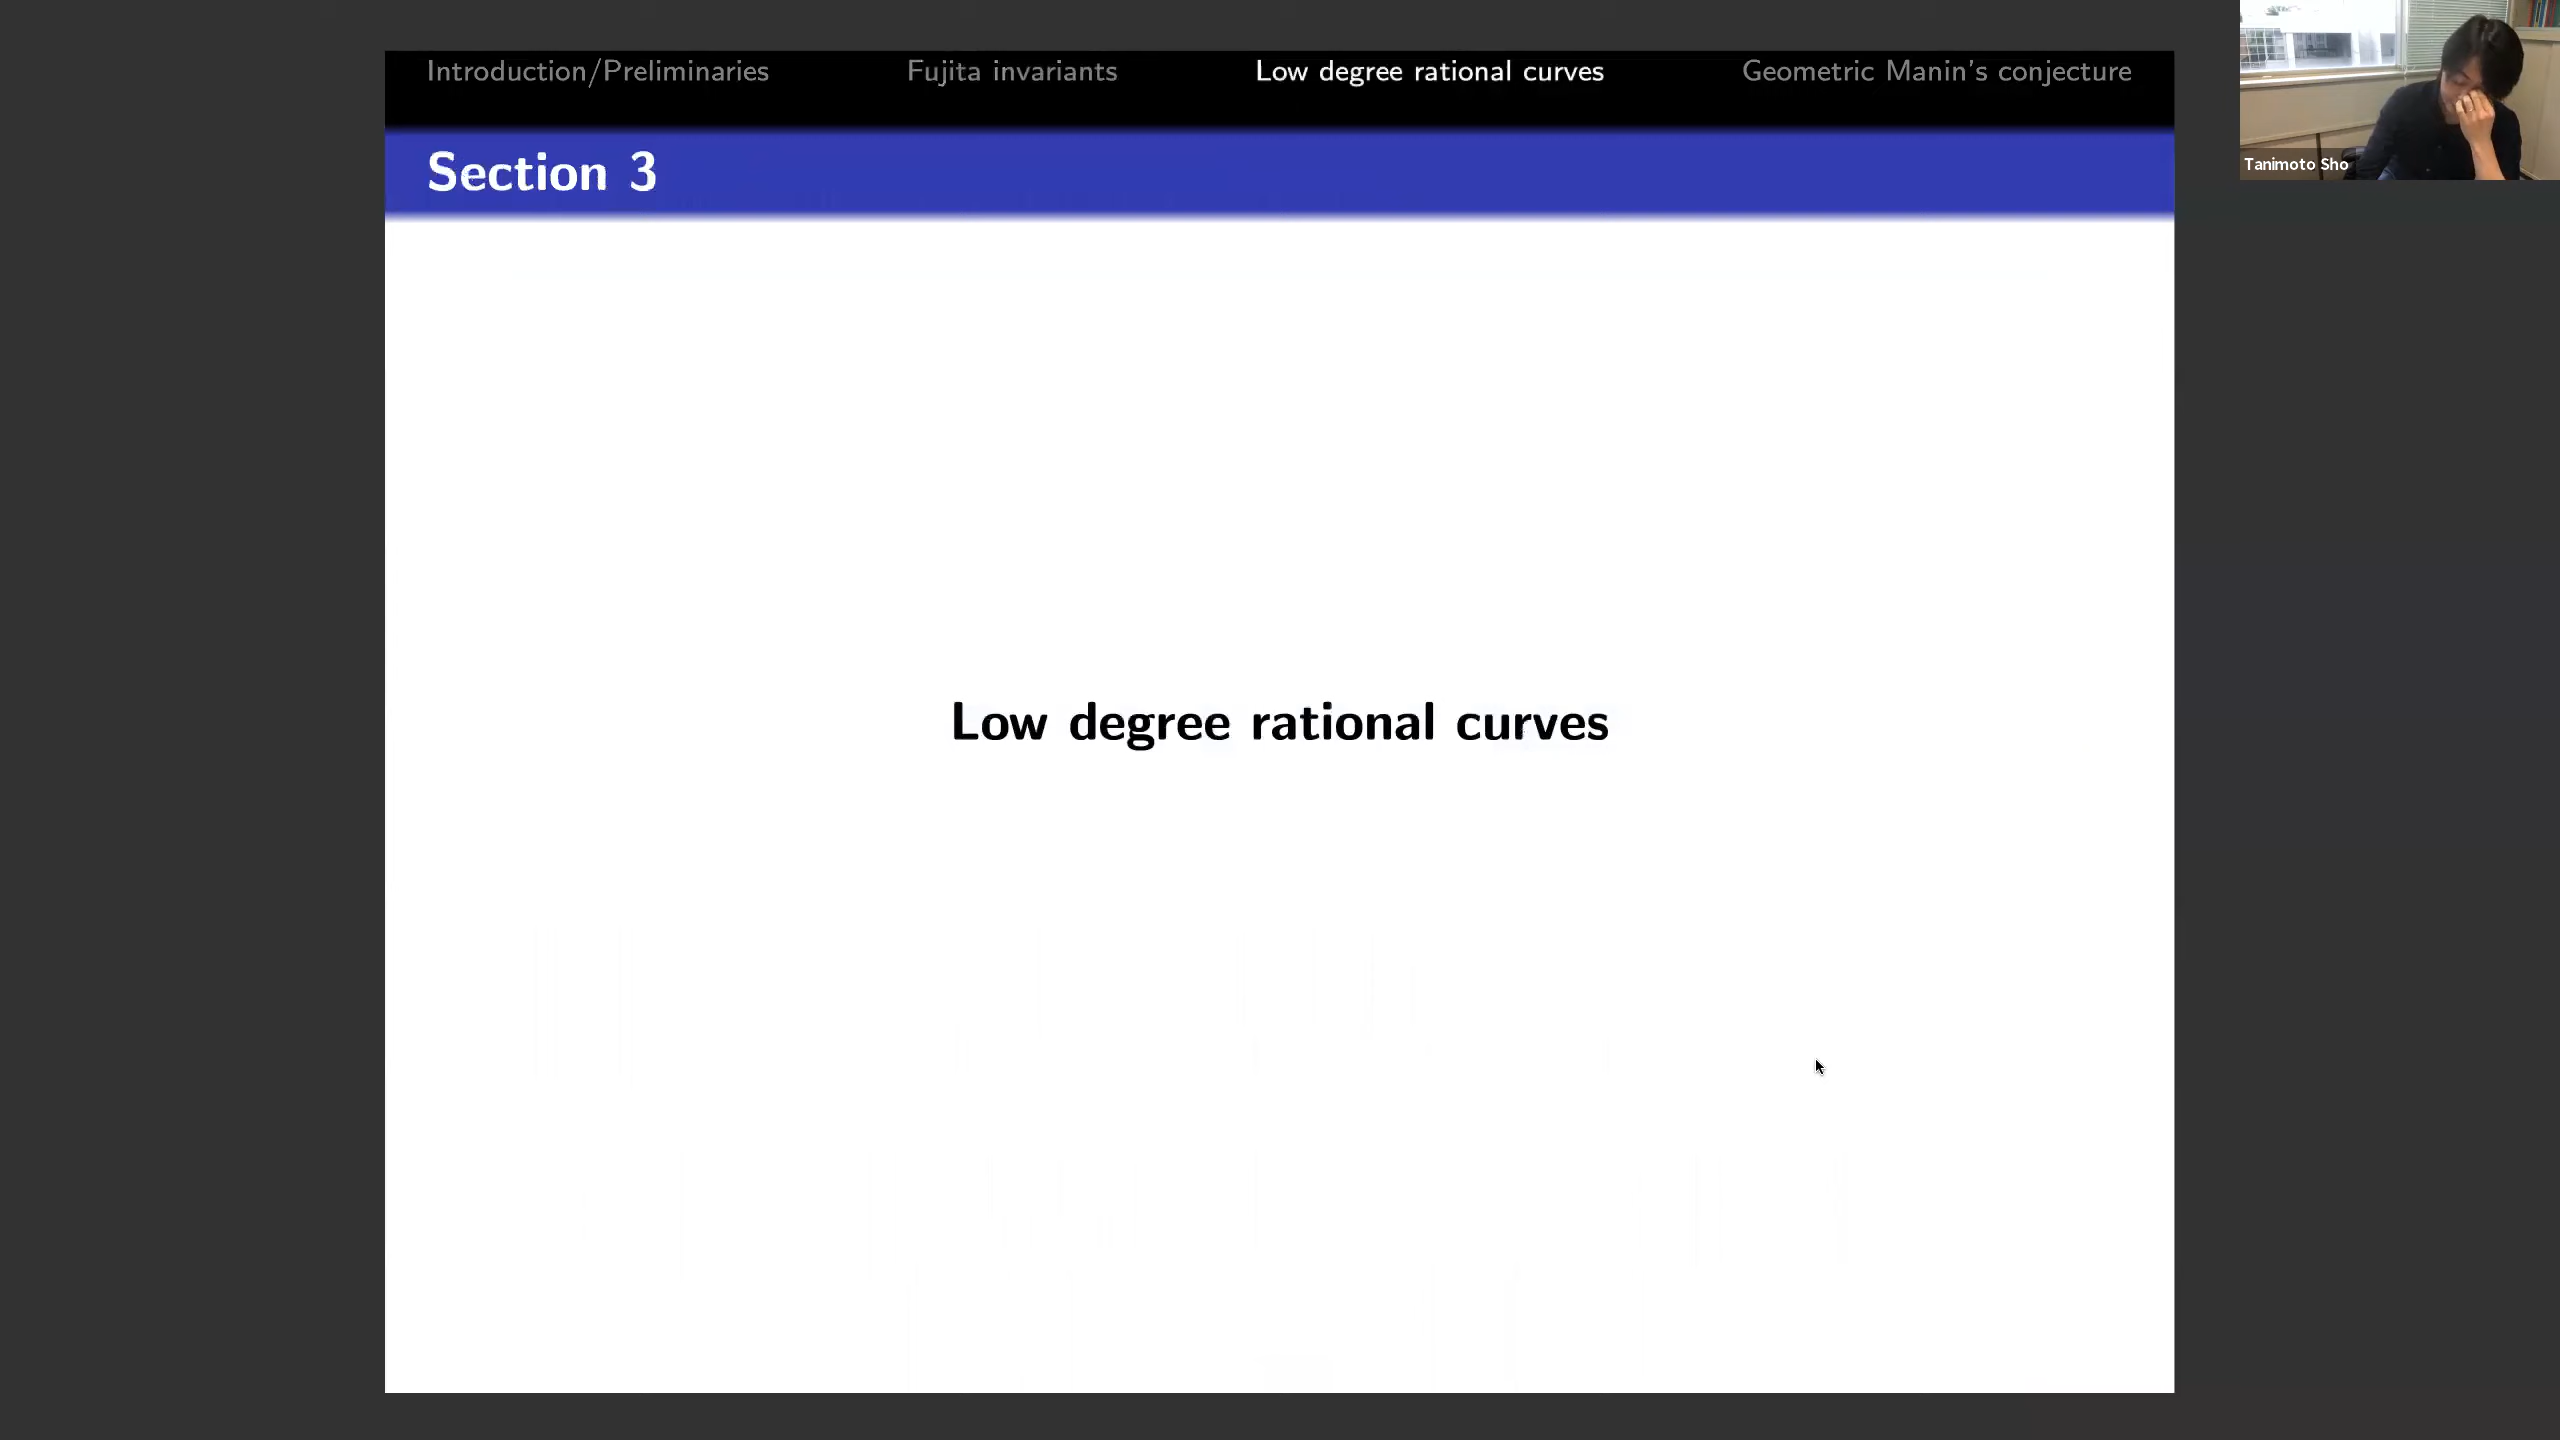 Introduction/Preliminaries Fujita invariants Low degree rational curves Geometric Manin's conjecture
Section 3
Low degree rational curves
Tanimoto Sho